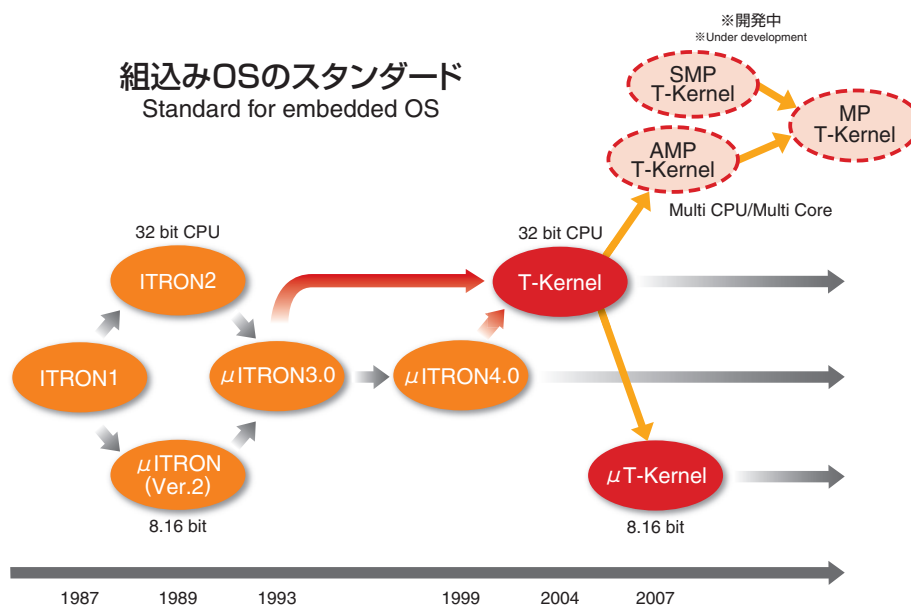 ※開発中
※Under development
組込みOSのスタンダード
Standard for embedded OS
SMP
T-Kernel
MP
T-Kernel
AMP
T-Kernel
Multi CPU/Multi Core
32 bit CPU
32 bit CPU
ITRON2
T-Kernel
ITRON1
μITRON3.0
μITRON4.0
μITRON
(Ver.2)
μT-Kernel
8.16 bit
8.16 bit
1987
1989
1993
1999
2004
2007